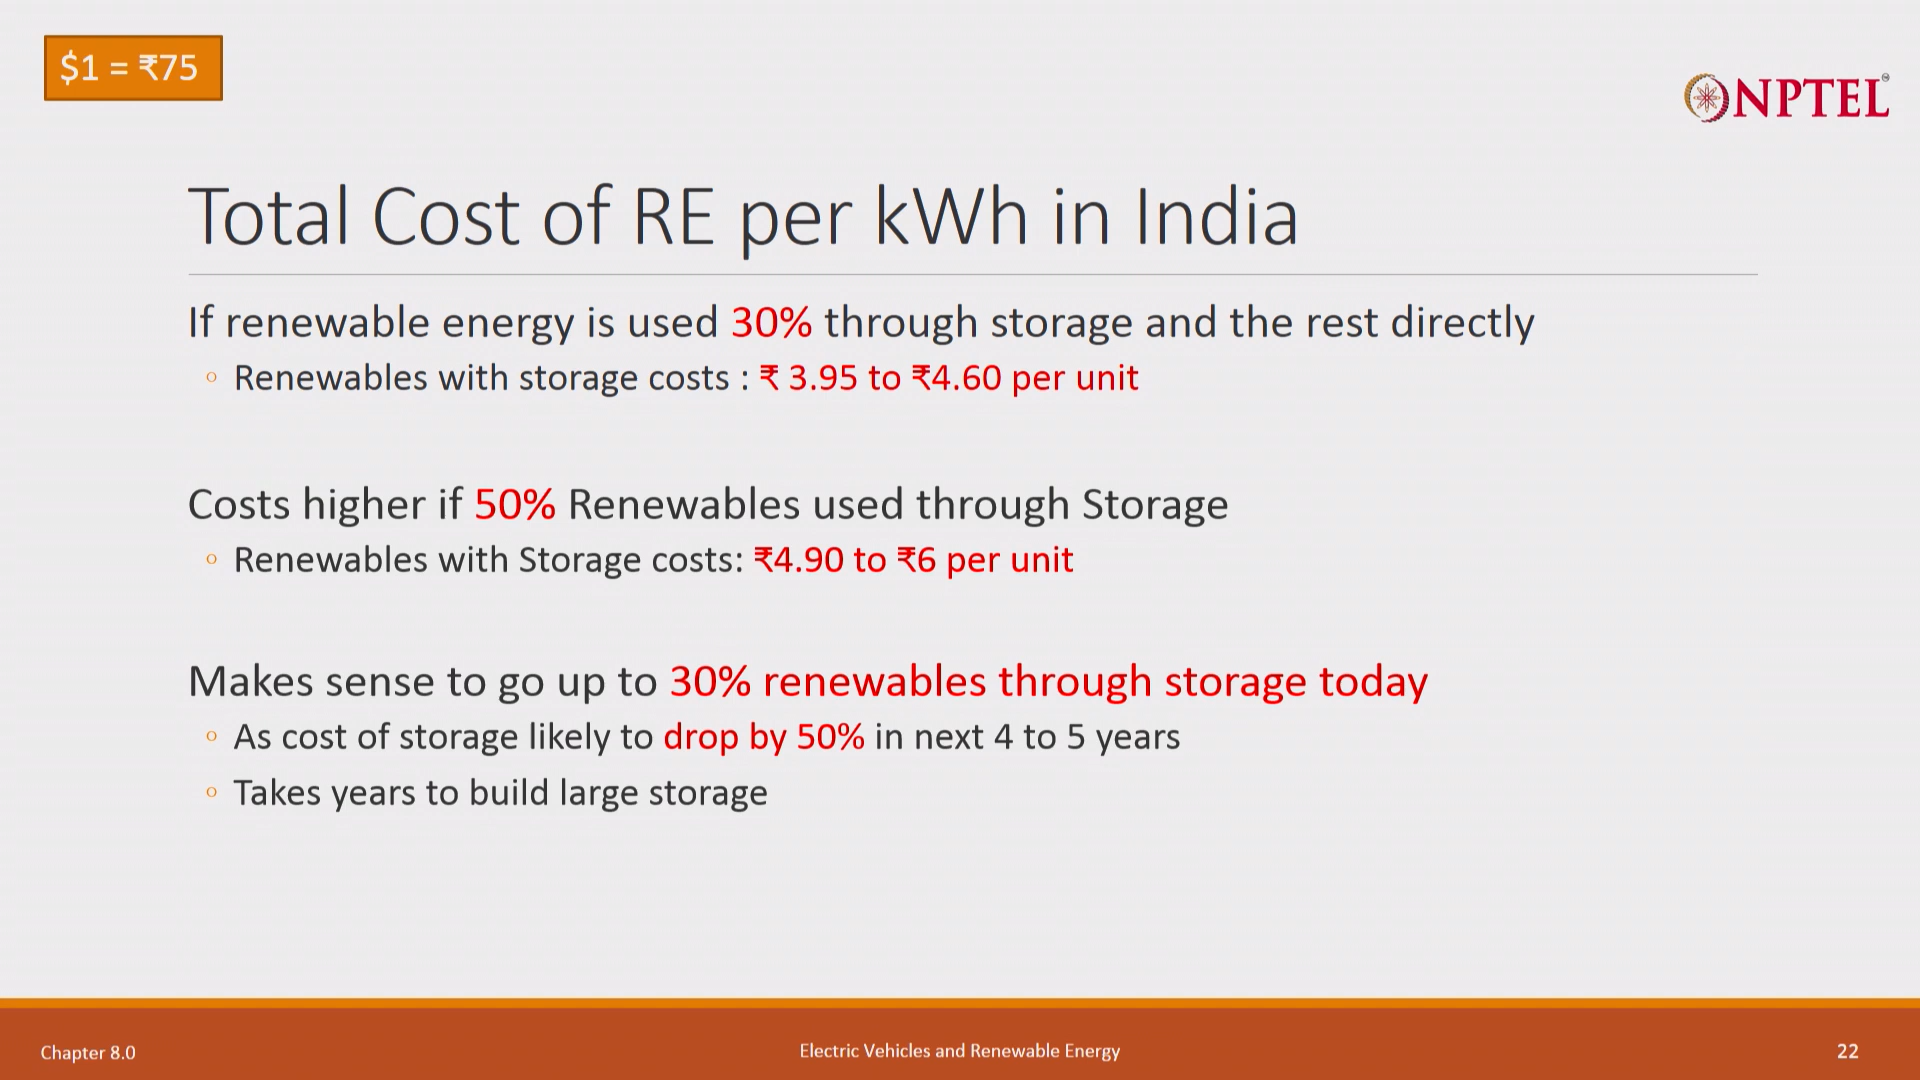 $1 = ₹75
NPTEL
Total Cost of RE per kWh in India
If renewable energy is used 30% through storage and the rest directly
◦ Renewables with storage costs : ₹ 3.95 to ₹4.60 per unit
Costs higher if 50% Renewables used through Storage
◦ Renewables with Storage costs: ₹4.90 to ₹6 per unit
Makes sense to go up to 30% renewables through storage today
◦ As cost of storage likely to drop by 50% in next 4 to 5 years
◦ Takes years to build large storage
Chapter 8.0
Electric Vehicles and Renewable Energy
22